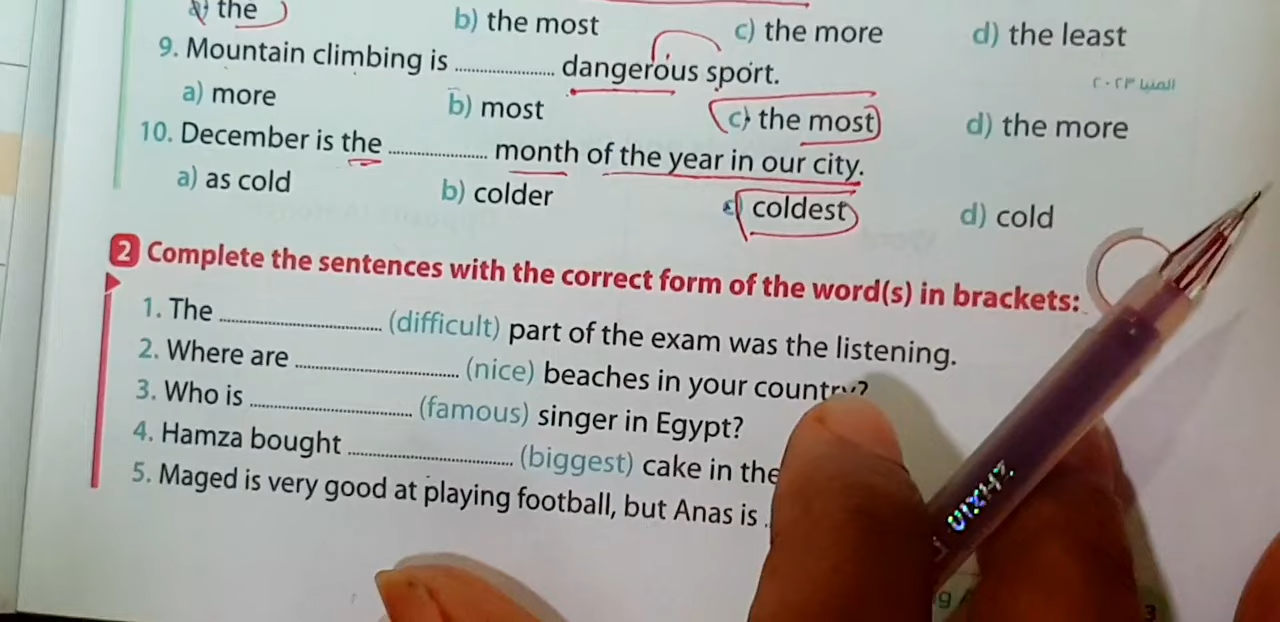 a) the b) the most c) the more d) the least
9. Mountain climbing is .................... dangerous sport.
المنيا ٢٠٢٣
a) more b) most c) the most d) the more
10. December is the .................... month of the year in our city.
a) as cold b) colder c) coldest d) cold
2 Complete the sentences with the correct form of the word(s) in brackets:
1. The .................... (difficult) part of the exam was the listening.
2. Where are .................... (nice) beaches in your country?
3. Who is .................... (famous) singer in Egypt?
4. Hamza bought .................... (biggest) cake in the
5. Maged is very good at playing football, but Anas is